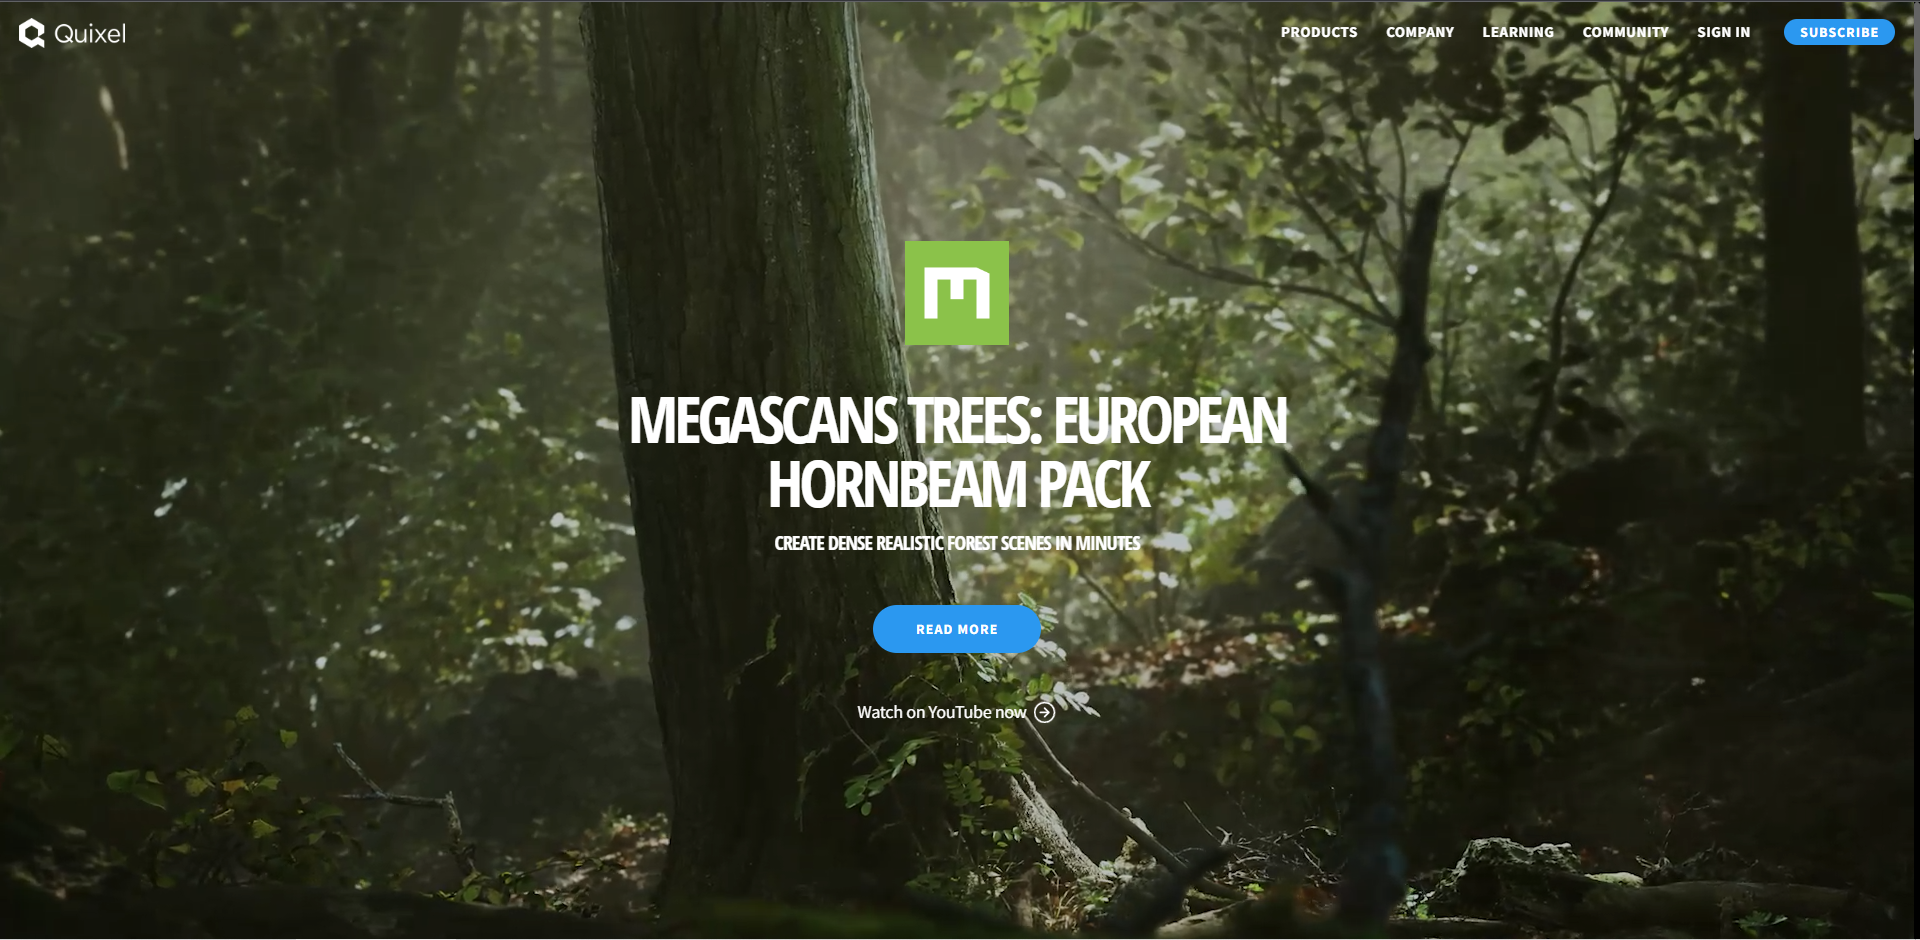 Quixel
PRODUCTS COMPANY LEARNING COMMUNITY SIGN IN SUBSCRIBE
m
MEGASCANS TREES: EUROPEAN
HORNBEAM PACK
CREATE DENSE REALISTIC FOREST SCENES IN MINUTES
READ MORE
Watch on YouTube now